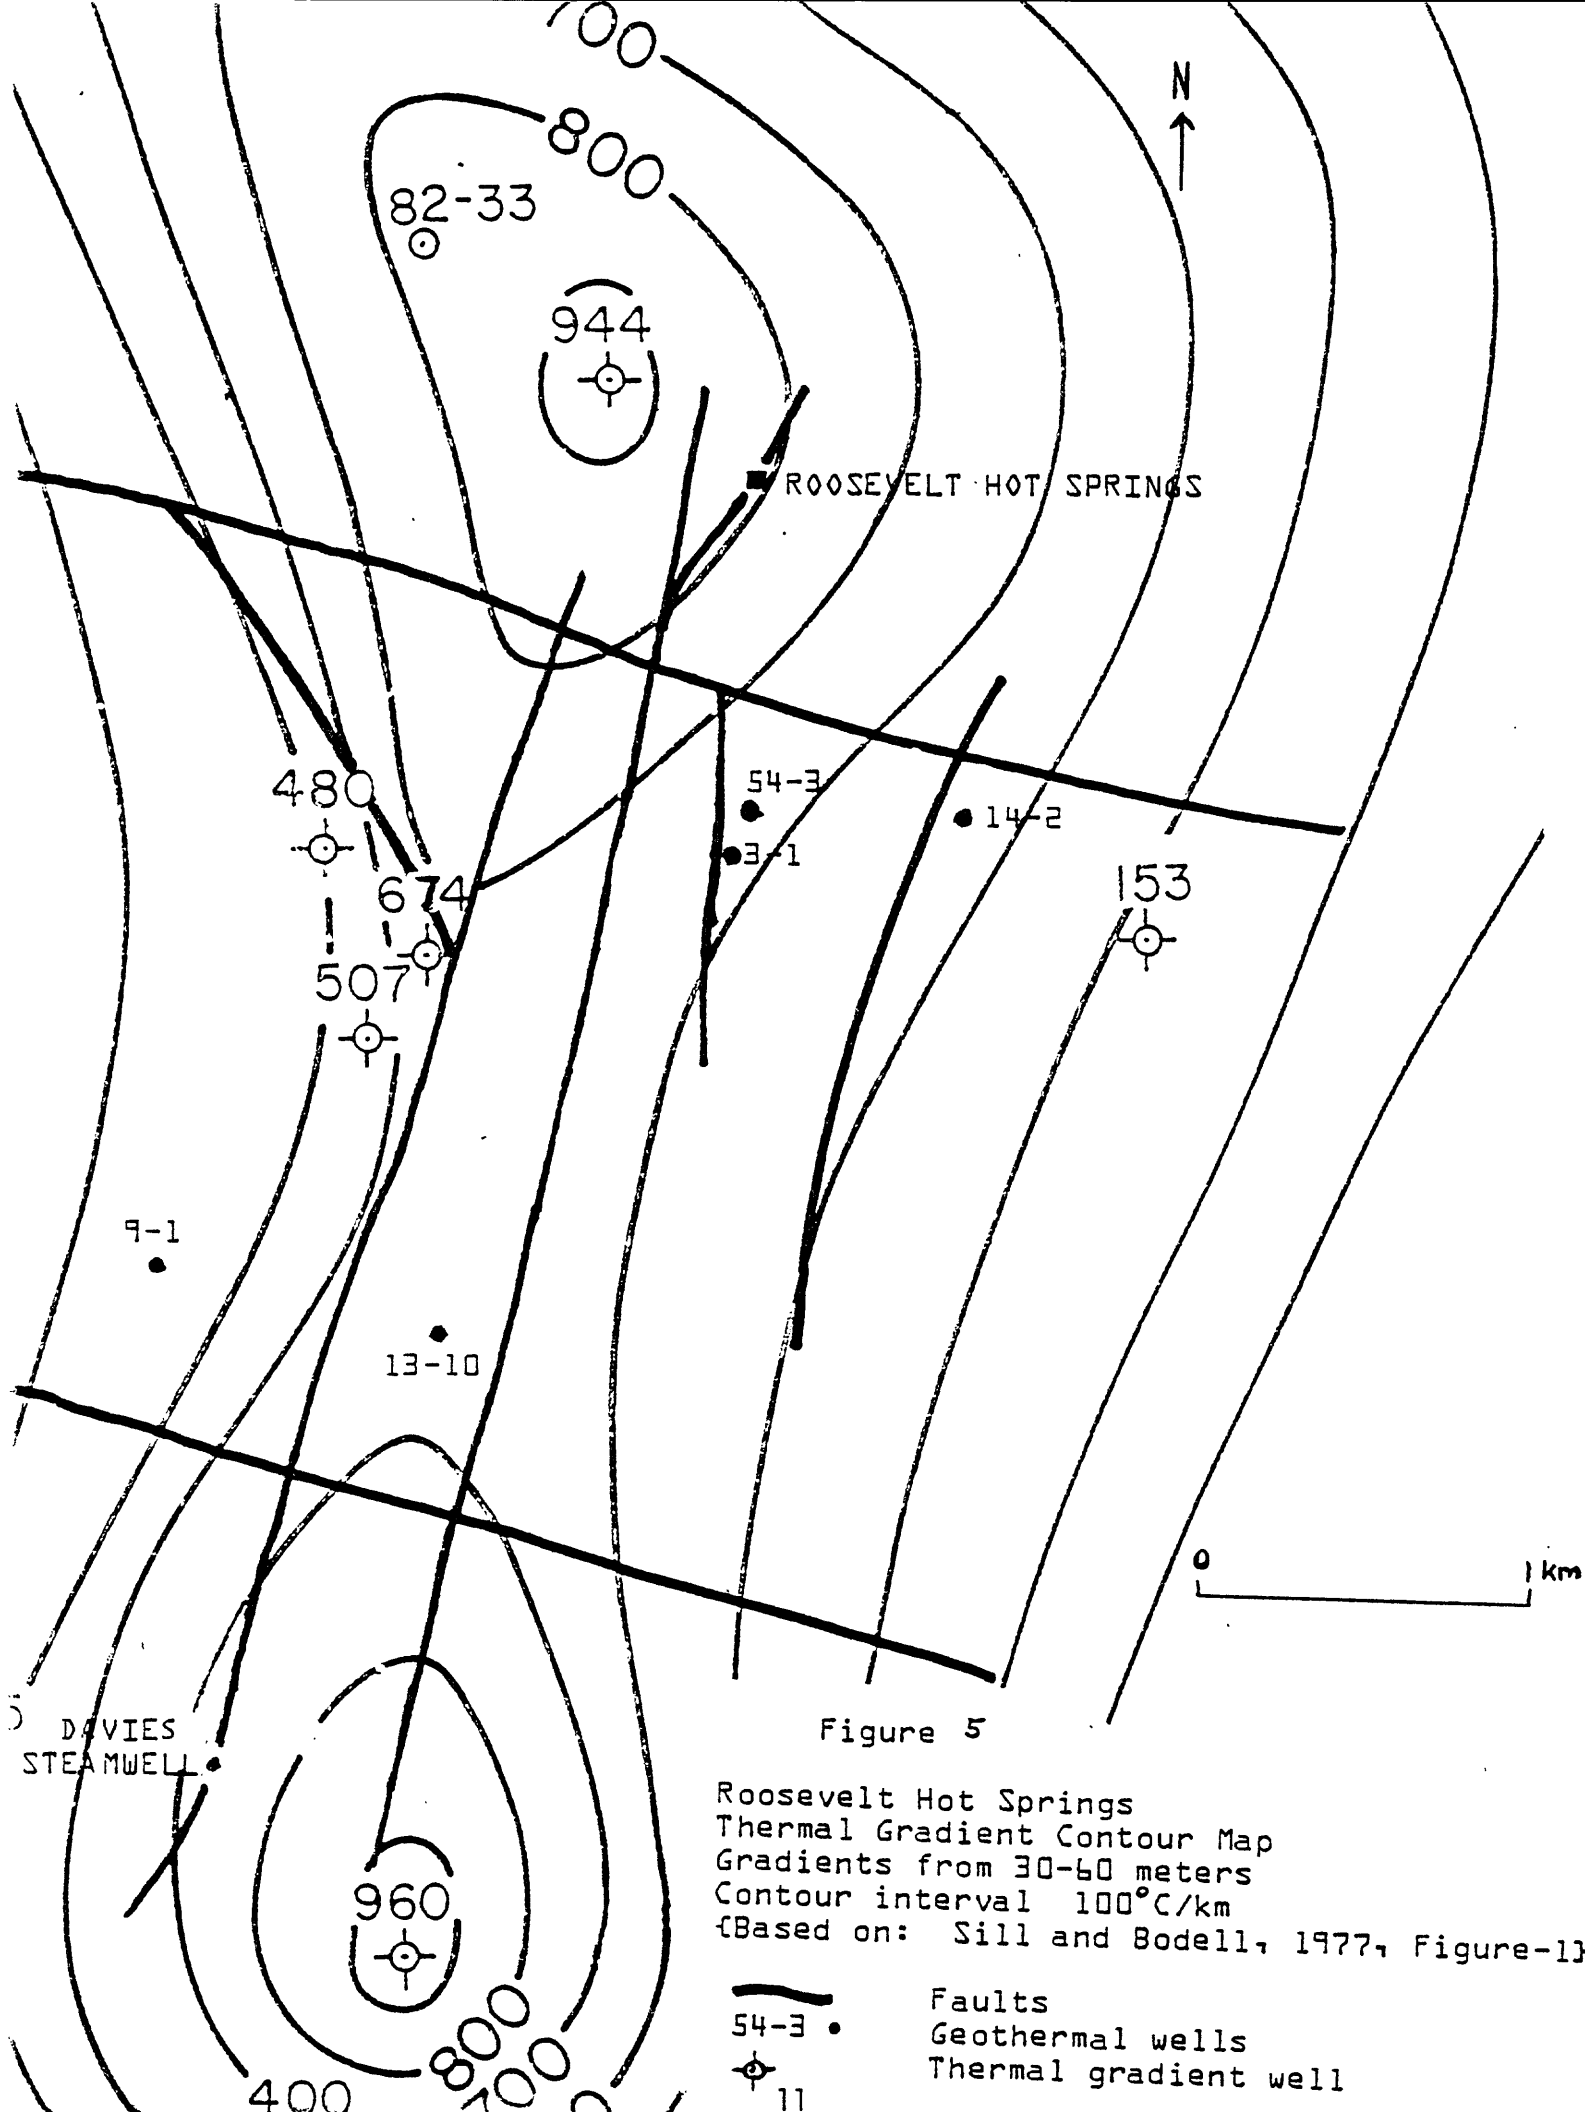 700
N
800
82-33
944
ROOSEVELT HOT SPRINGS
480
54-3
14-2
3-1
674
153
507
9-1
13-10
0 1 km
DAVIES
STEAMWELL
Figure 5
Roosevelt Hot Springs
Thermal Gradient Contour Map
Gradients from 30-60 meters
Contour interval 100°C/km
{Based on: Sill and Bodell, 1977, Figure-1}
960
800
700
400
Faults
54-3 Geothermal wells
Thermal gradient well
11